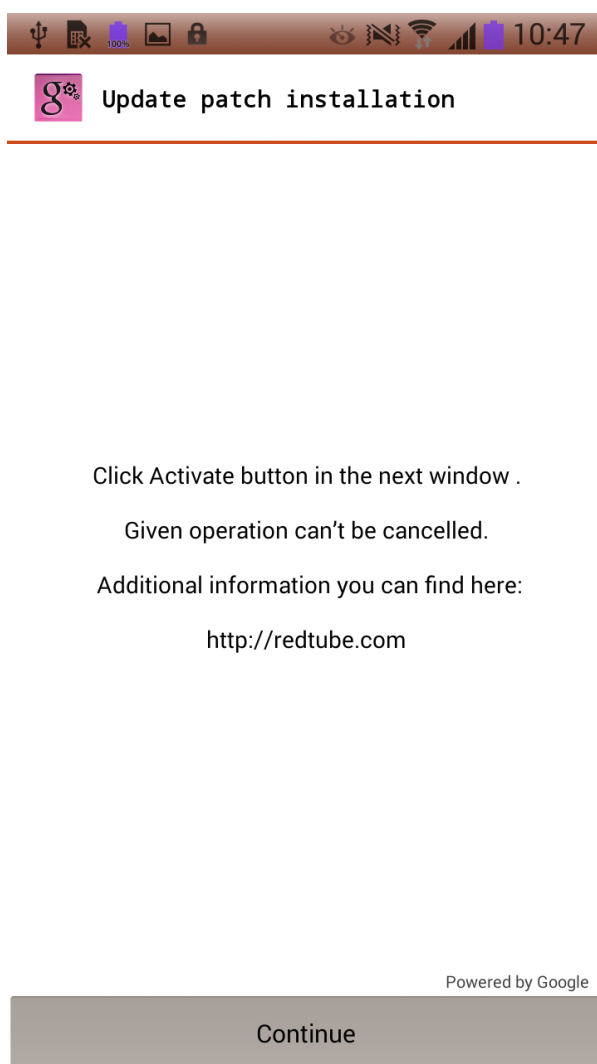 100%
10:47
g
Update patch installation
Click Activate button in the next window .
Given operation can’t be cancelled.
Additional information you can find here:
http://redtube.com
Powered by Google
Continue